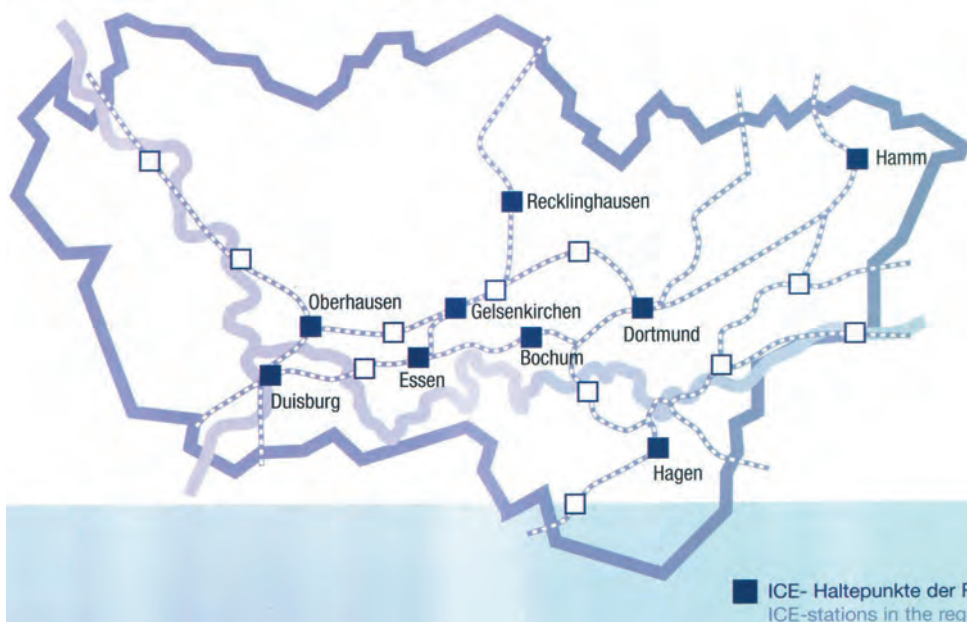 Hamm
Recklinghausen
Oberhausen
Gelsenkirchen
Dortmund
Bochum
Essen
Duisburg
Hagen
ICE- Haltepunkte der
ICE-stations in the